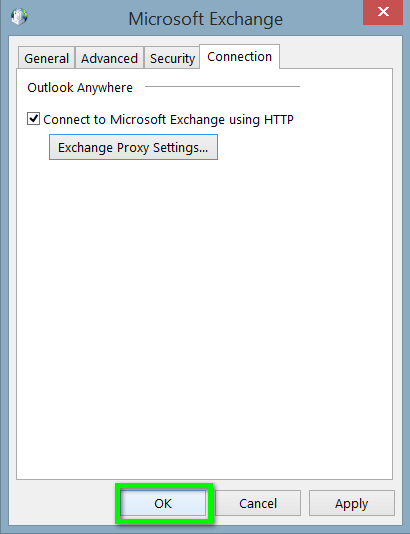 Microsoft Exchange
General Advanced Security Connection
Outlook Anywhere
Connect to Microsoft Exchange using HTTP
Exchange Proxy Settings...
OK Cancel Apply